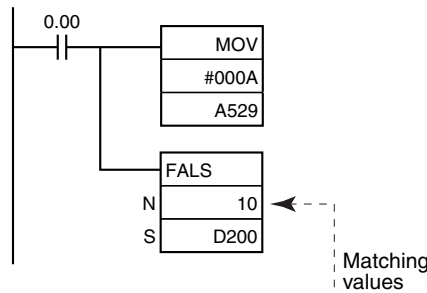 0.00
MOV
#000A
A529
FALS
N 10
S D200
Matching
values